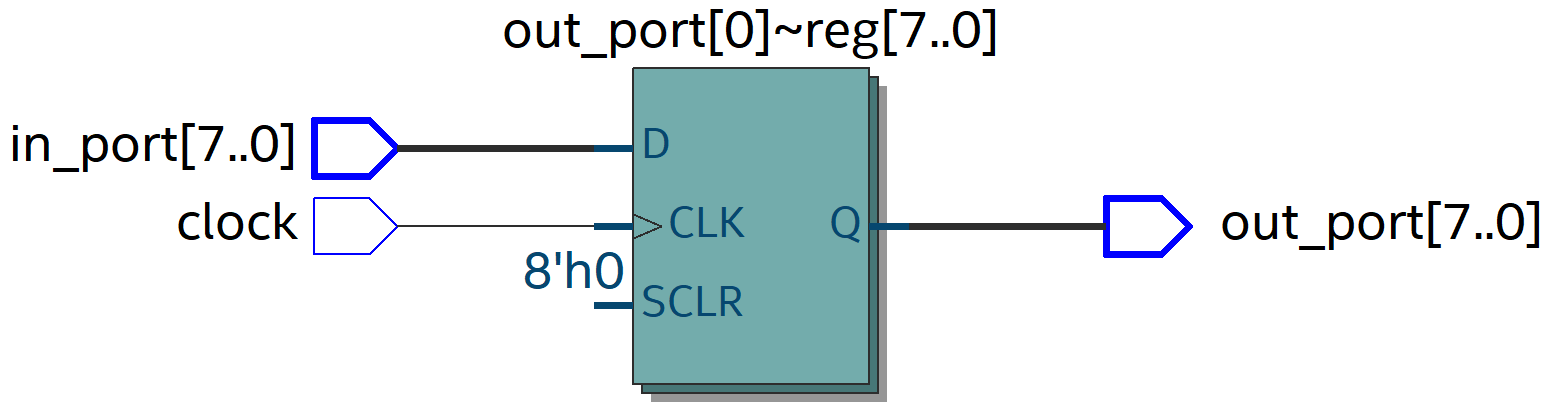 out_port[0]~reg[7..0]
in_port[7..0]
D
clock
CLK
Q
out_port[7..0]
8'h0
SCLR